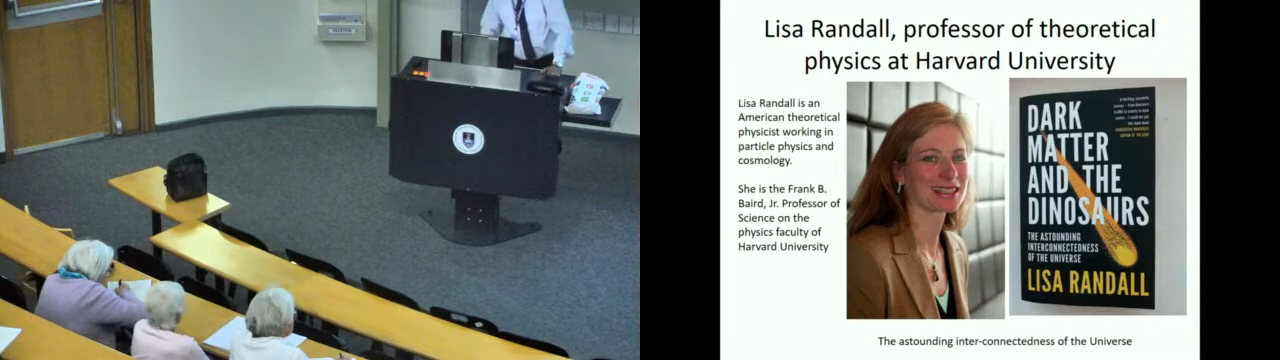 Lisa Randall, professor of theoretical
physics at Harvard University
Lisa Randall is an
American theoretical
physicist working in
particle physics and
cosmology.
She is the Frank B.
Baird, Jr. Professor of
Science on the
physics faculty of
Harvard University
DARK
MATTER
AND THE
DINOSAURS
THE ASTOUNDING
INTERCONNECTEDNESS
OF THE UNIVERSE
LISA RANDALL
The astounding inter-connectedness of the Universe